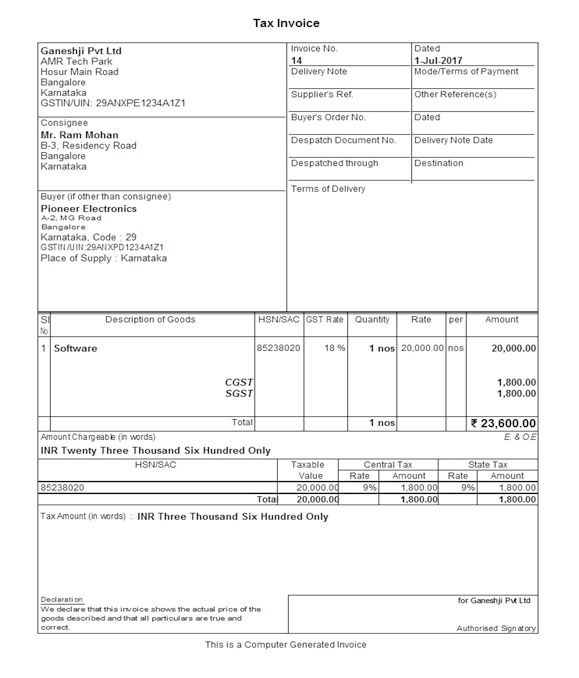 Tax Invoice
Ganeshji Pvt Ltd
AMR Tech Park
Hosur Main Road
Bangalore
Karnataka
GSTIN/UIN: 29ANXPE1234A1Z1
Invoice No.
14
Dated
1-Jul-2017
Delivery Note
Mode/Terms of Payment
Supplier's Ref.
Other Reference(s)
Consignee
Mr. Ram Mohan
B-3, Residency Road
Bangalore
Karnataka
Buyer's Order No.
Dated
Despatch Document No.
Delivery Note Date
Despatched through
Destination
Terms of Delivery
Buyer (if other than consignee)
Pioneer Electronics
A-2, MG Road
Bangalore
Karnataka, Code : 29
GSTIN/UIN:29ANXPD1234A1Z1
Place of Supply : Karnataka
Sl No. Description of Goods HSN/SAC GST Rate Quantity Rate per Amount
1 Software 85238020 18 % 1 nos 20,000.00 nos 20,000.00
CGST 1,800.00
SGST 1,800.00
Total 1 nos ₹ 23,600.00
Amount Chargeable (in words) E. & O.E
INR Twenty Three Thousand Six Hundred Only
HSN/SAC Taxable Value Central Tax State Tax
Rate Amount Rate Amount
85238020 20,000.00 9% 1,800.00 9% 1,800.00
Total 20,000.00 1,800.00 1,800.00
Tax Amount (in words) : INR Three Thousand Six Hundred Only
Declaration
We declare that this invoice shows the actual price of the
goods described and that all particulars are true and
correct.
for Ganeshji Pvt Ltd
Authorised Signatory
This is a Computer Generated Invoice